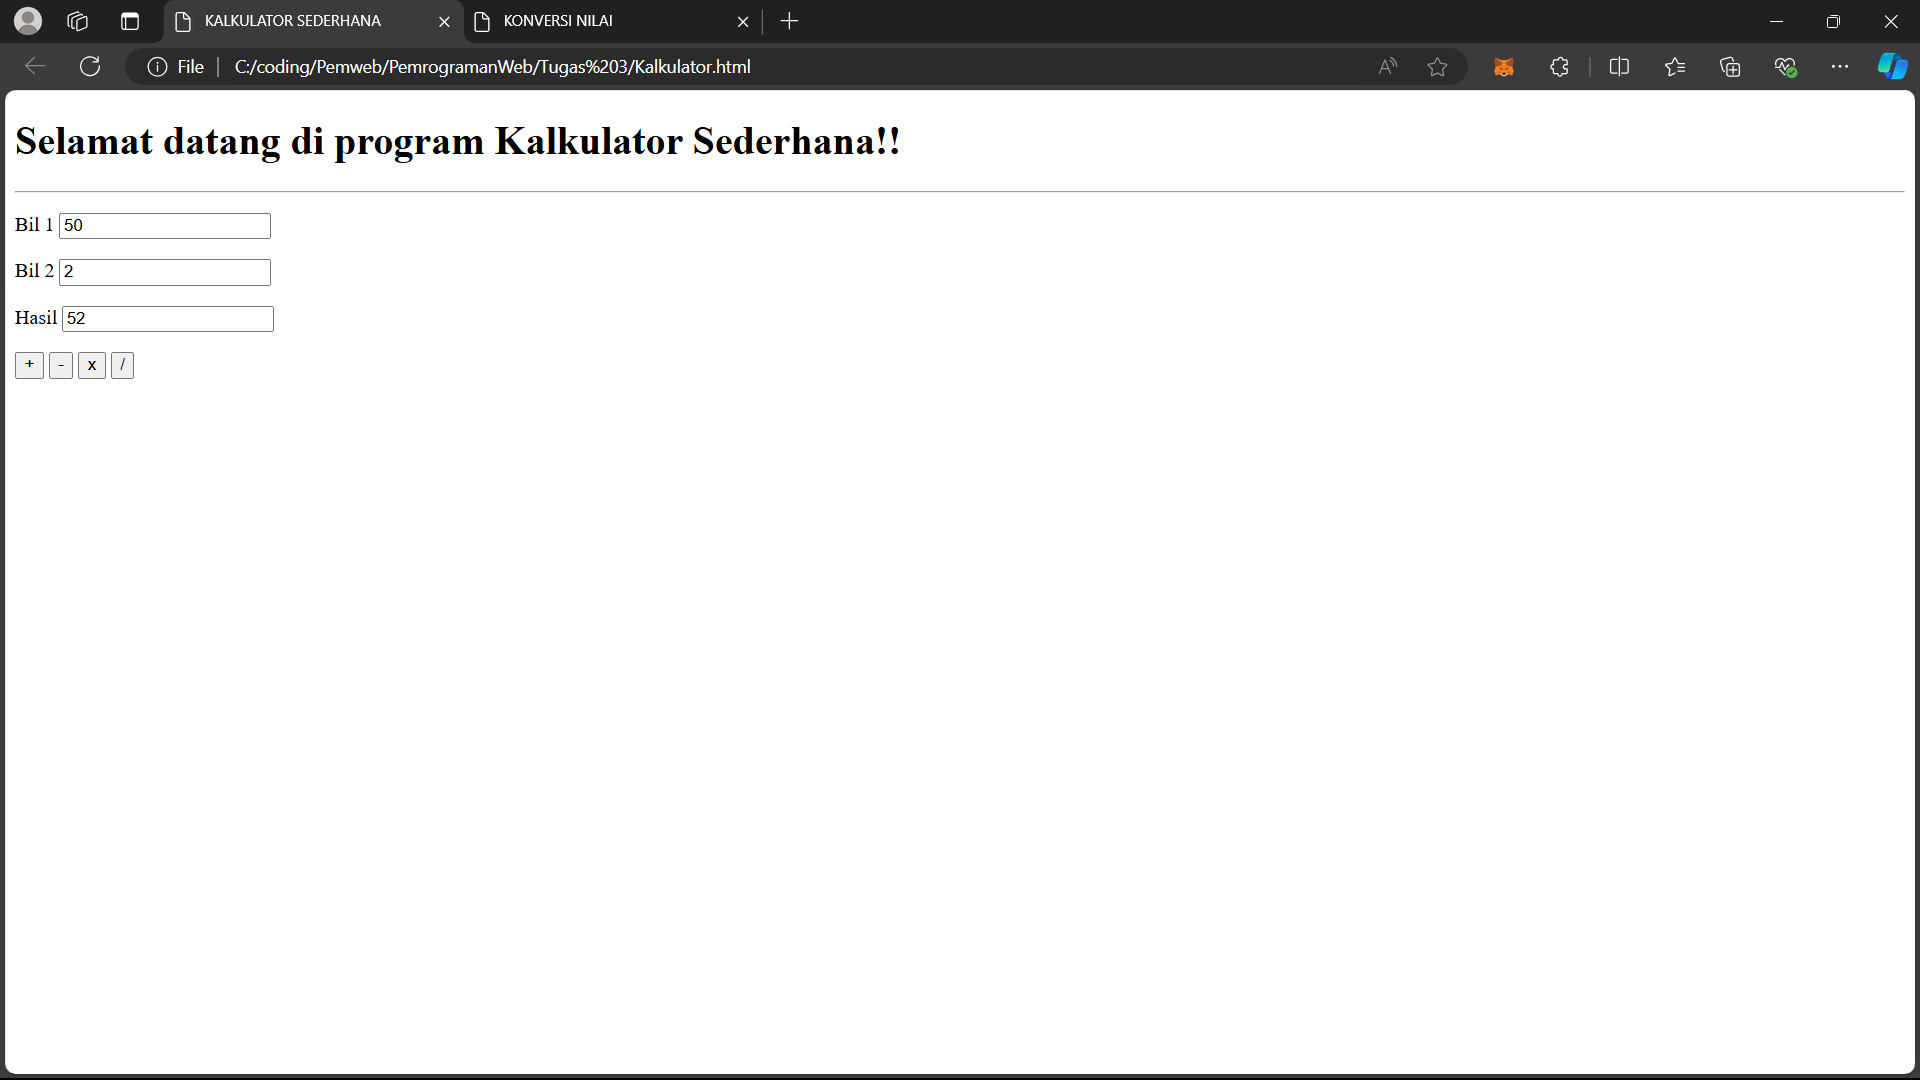 KALKULATOR SEDERHANA
KONVERSI NILAI
File
C:/coding/Pemweb/PemrogramanWeb/Tugas%203/Kalkulator.html
Selamat datang di program Kalkulator Sederhana!!
Bil 1 50
Bil 2 2
Hasil 52
+ - x /